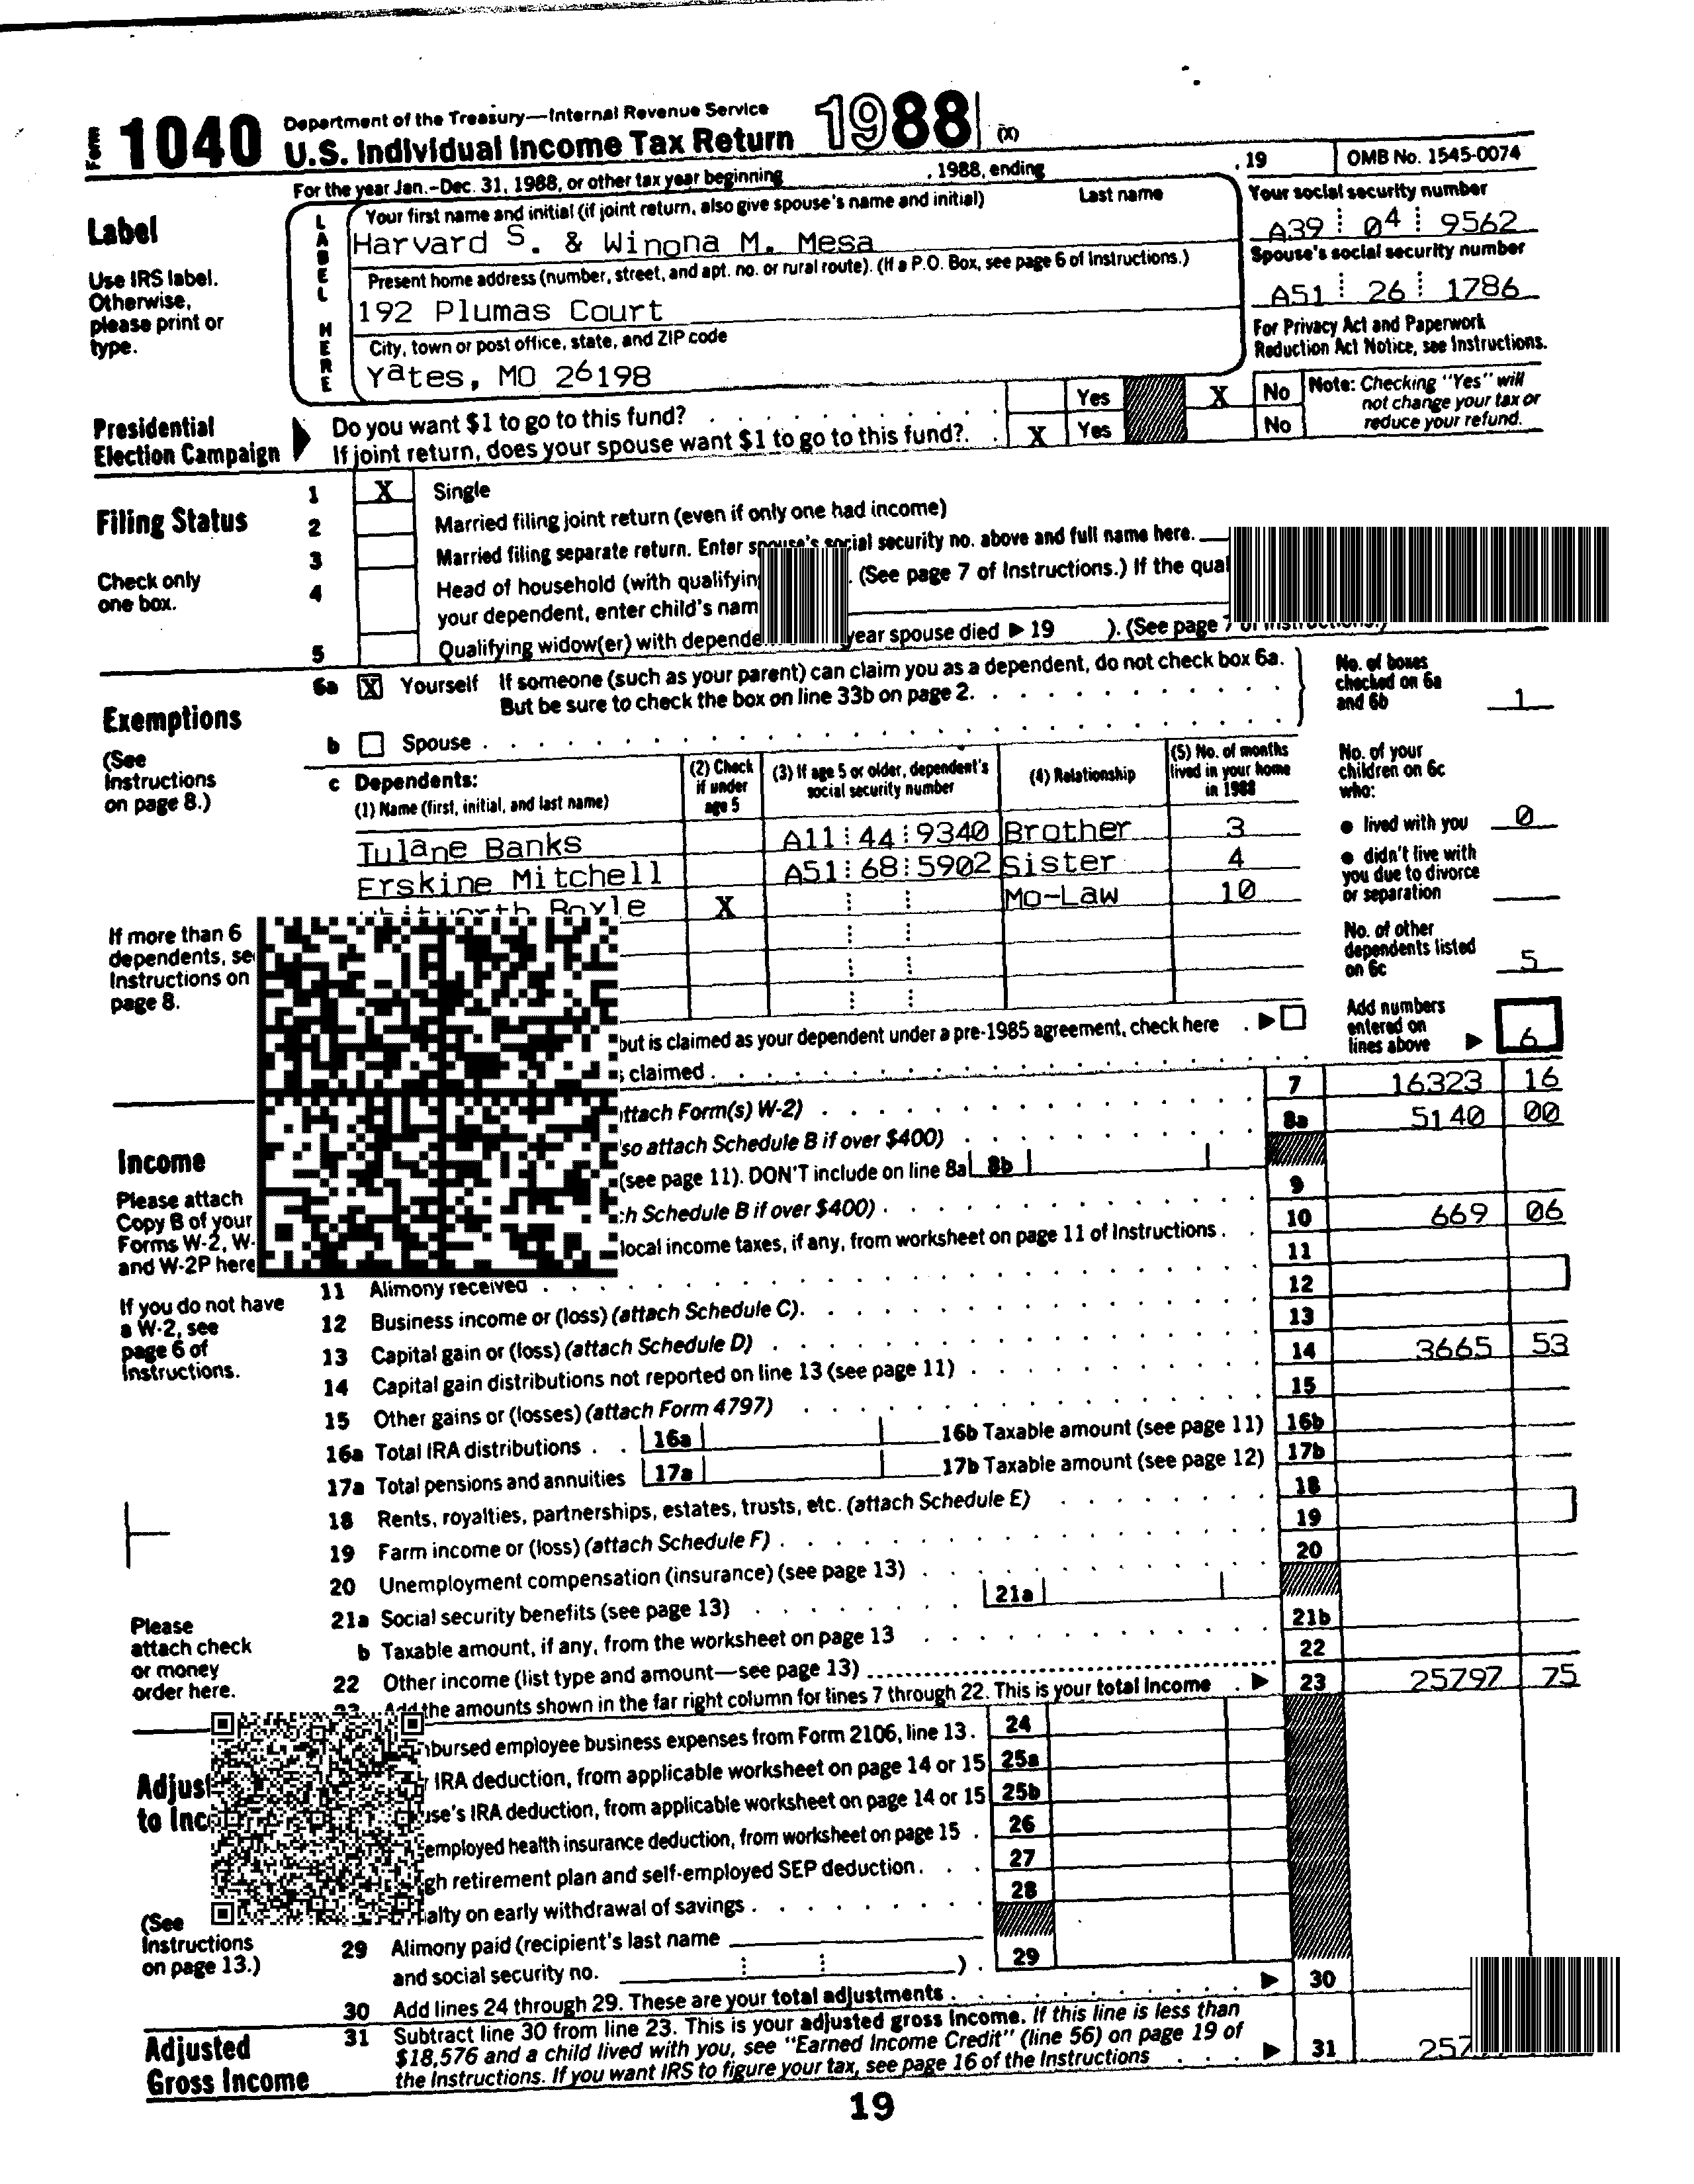 Form 1040 Department of the Treasury—Internal Revenue Service
U.S. Individual Income Tax Return 1988 (X)
For the year Jan.-Dec. 31, 1988, or other tax year beginning , 1988, ending , 19 OMB No. 1545-0074
Label
Use IRS label. Otherwise, please print or type.
LABEL HERE
Your first name and initial (if joint return, also give spouse's name and initial) Last name
Harvard S. & Winona M. Mesa
Your social security number
A39 04 9562
Present home address (number, street, and apt. no. or rural route). (If a P.O. Box, see page 6 of Instructions.)
192 Plumas Court
Spouse's social security number
A51 26 1786
City, town or post office, state, and ZIP code
Yates, MO 26198
For Privacy Act and Paperwork
Reduction Act Notice, see Instructions.
Presidential
Election Campaign
Do you want $1 to go to this fund? Yes X No
If joint return, does your spouse want $1 to go to this fund?. X Yes No
Note: Checking "Yes" will
not change your tax or
reduce your refund.
Filing Status
Check only
one box.
1 X Single
2 Married filing joint return (even if only one had income)
3 Married filing separate return. Enter spouse's social security no. above and full name here.
4 Head of household (with qualifying . (See page 7 of Instructions.) If the
your dependent, enter child's
5 Qualifying widow(er) with year spouse died ▶ 19 ). (See page 7
Exemptions
(See
Instructions
on page 8.)
6a X Yourself If someone (such as your parent) can claim you as a dependent, do not check box 6a.
But be sure to check the box on line 33b on page 2.
b Spouse
No. of boxes
checked on 6a
and 6b 1
c Dependents:
(1) Name (first, initial, and last name)
(2) Check
if under
age 5
(3) If age 5 or older, dependent's
social security number
(4) Relationship
(5) No. of months
lived in your home
in 1988
Tulane Banks A11 44 9340 Brother 3
Erskine Mitchell A51 68 5902 Sister 4
Whitworth Boyle X Mo-Law 10
No. of your
children on 6c
who:
● lived with you 0
● didn't live with
you due to divorce
or separation
No. of other
dependents listed
on 6c 5
Add numbers
entered on
lines above ▶ 6
If more than 6
dependents, see
Instructions on
page 8.
but is claimed as your dependent under a pre-1985 agreement, check here ▶
claimed
Income
Please attach
Copy B of your
Forms W-2,
and W-2P here
If you do not have
a W-2, see
page 6 of
Instructions.
Please
attach check
or money
order here.
attach Form(s) W-2) 7 16323 16
attach Schedule B if over $400) 8a 5140 00
(see page 11). DON'T include on line 8a 8b
Schedule B if over $400) 9
local income taxes, if any, from worksheet on page 11 of Instructions 10 669 06
11 Alimony received 11
12 Business income or (loss) (attach Schedule C). 12
13 Capital gain or (loss) (attach Schedule D) 13
14 Capital gain distributions not reported on line 13 (see page 11) 14 3665 53
15 Other gains or (losses) (attach Form 4797) 15
16a Total IRA distributions 16a 16b Taxable amount (see page 11) 16b
17a Total pensions and annuities 17a 17b Taxable amount (see page 12) 17b
18 Rents, royalties, partnerships, estates, trusts, etc. (attach Schedule E) 18
19 Farm income or (loss) (attach Schedule F) 19
20 Unemployment compensation (insurance) (see page 13) 20
21a Social security benefits (see page 13) 21a
b Taxable amount, if any, from the worksheet on page 13 21b
22 Other income (list type and amount—see page 13) 22
23 Add the amounts shown in the far right column for lines 7 through 22. This is your total income ▶ 23 25797 75
to
(See
Instructions
on page 13.)
employee business expenses from Form 2106, line 13. 24
IRA deduction, from applicable worksheet on page 14 or 15 25a
IRA deduction, from applicable worksheet on page 14 or 15 25b
employed health insurance deduction, from worksheet on page 15 26
retirement plan and self-employed SEP deduction. 27
on early withdrawal of savings 28
29 Alimony paid (recipient's last name
and social security no. ). 29
30 Add lines 24 through 29. These are your total adjustments ▶ 30
Adjusted
Gross Income
31 Subtract line 30 from line 23. This is your adjusted gross income. If this line is less than
$18,576 and a child lived with you, see "Earned Income Credit" (line 56) on page 19 of
the Instructions. If you want IRS to figure your tax, see page 16 of the Instructions ▶ 31
19